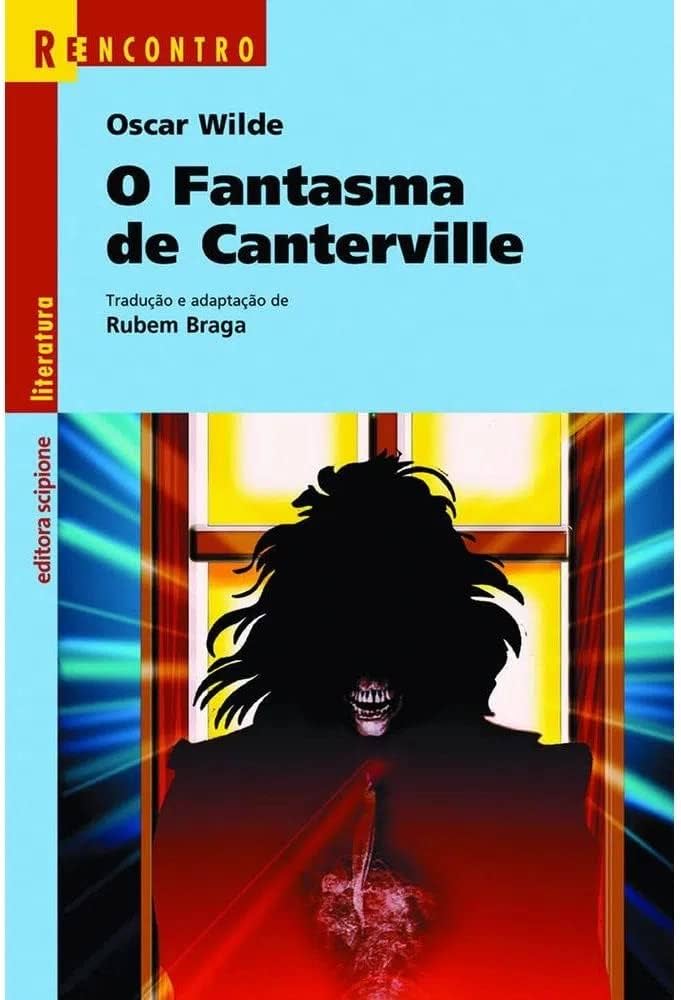 REENCONTRO
Oscar Wilde
O Fantasma
de Canterville
Tradução e adaptação de
Rubem Braga
literatura
editora scipione